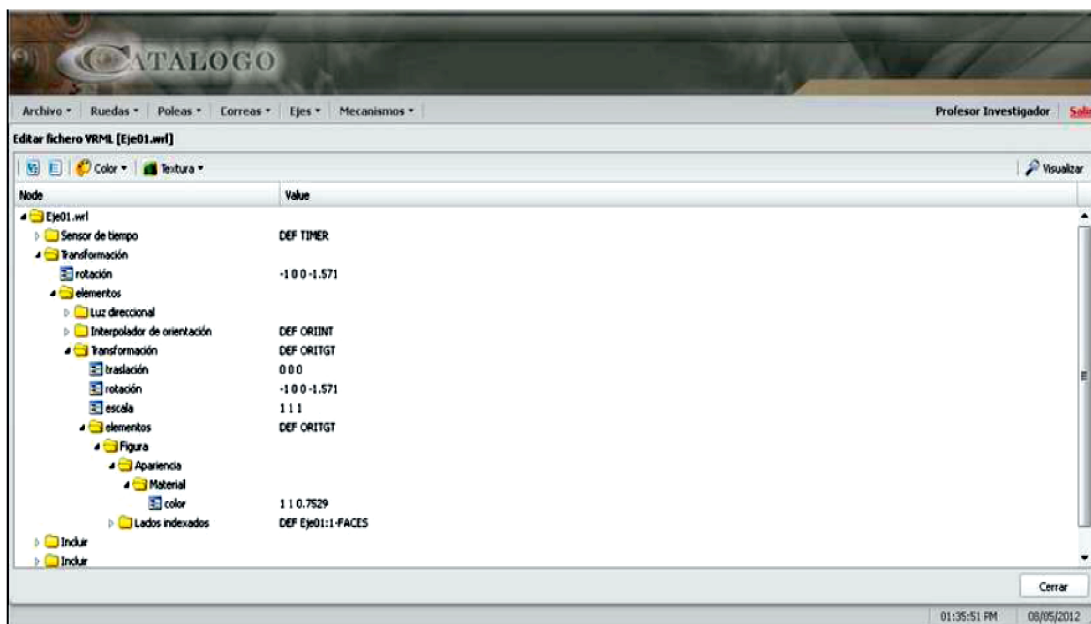 CATALOGO
Archivo Ruedas Poleas Correas Ejes Mecanismos Profesor Investigador Salir
Editar fichero VRML [Eje01.wrl]
Color Textura Visualizar
Node Value
Eje01.wrl
Sensor de tiempo DEF TIMER
Transformación
rotación -1 0 0 -1.571
elementos
Luz direccional
Interpolador de orientación DEF ORIINT
Transformación DEF ORITGT
traslación 0 0 0
rotación -1 0 0 -1.571
escala 1 1 1
elementos DEF ORITGT
Figura
Apariencia
Material
color 1 1 0.7529
Lados indexados DEF Eje01:1-FACES
Incluir
Incluir
Cerrar
01:35:51 PM 08/05/2012